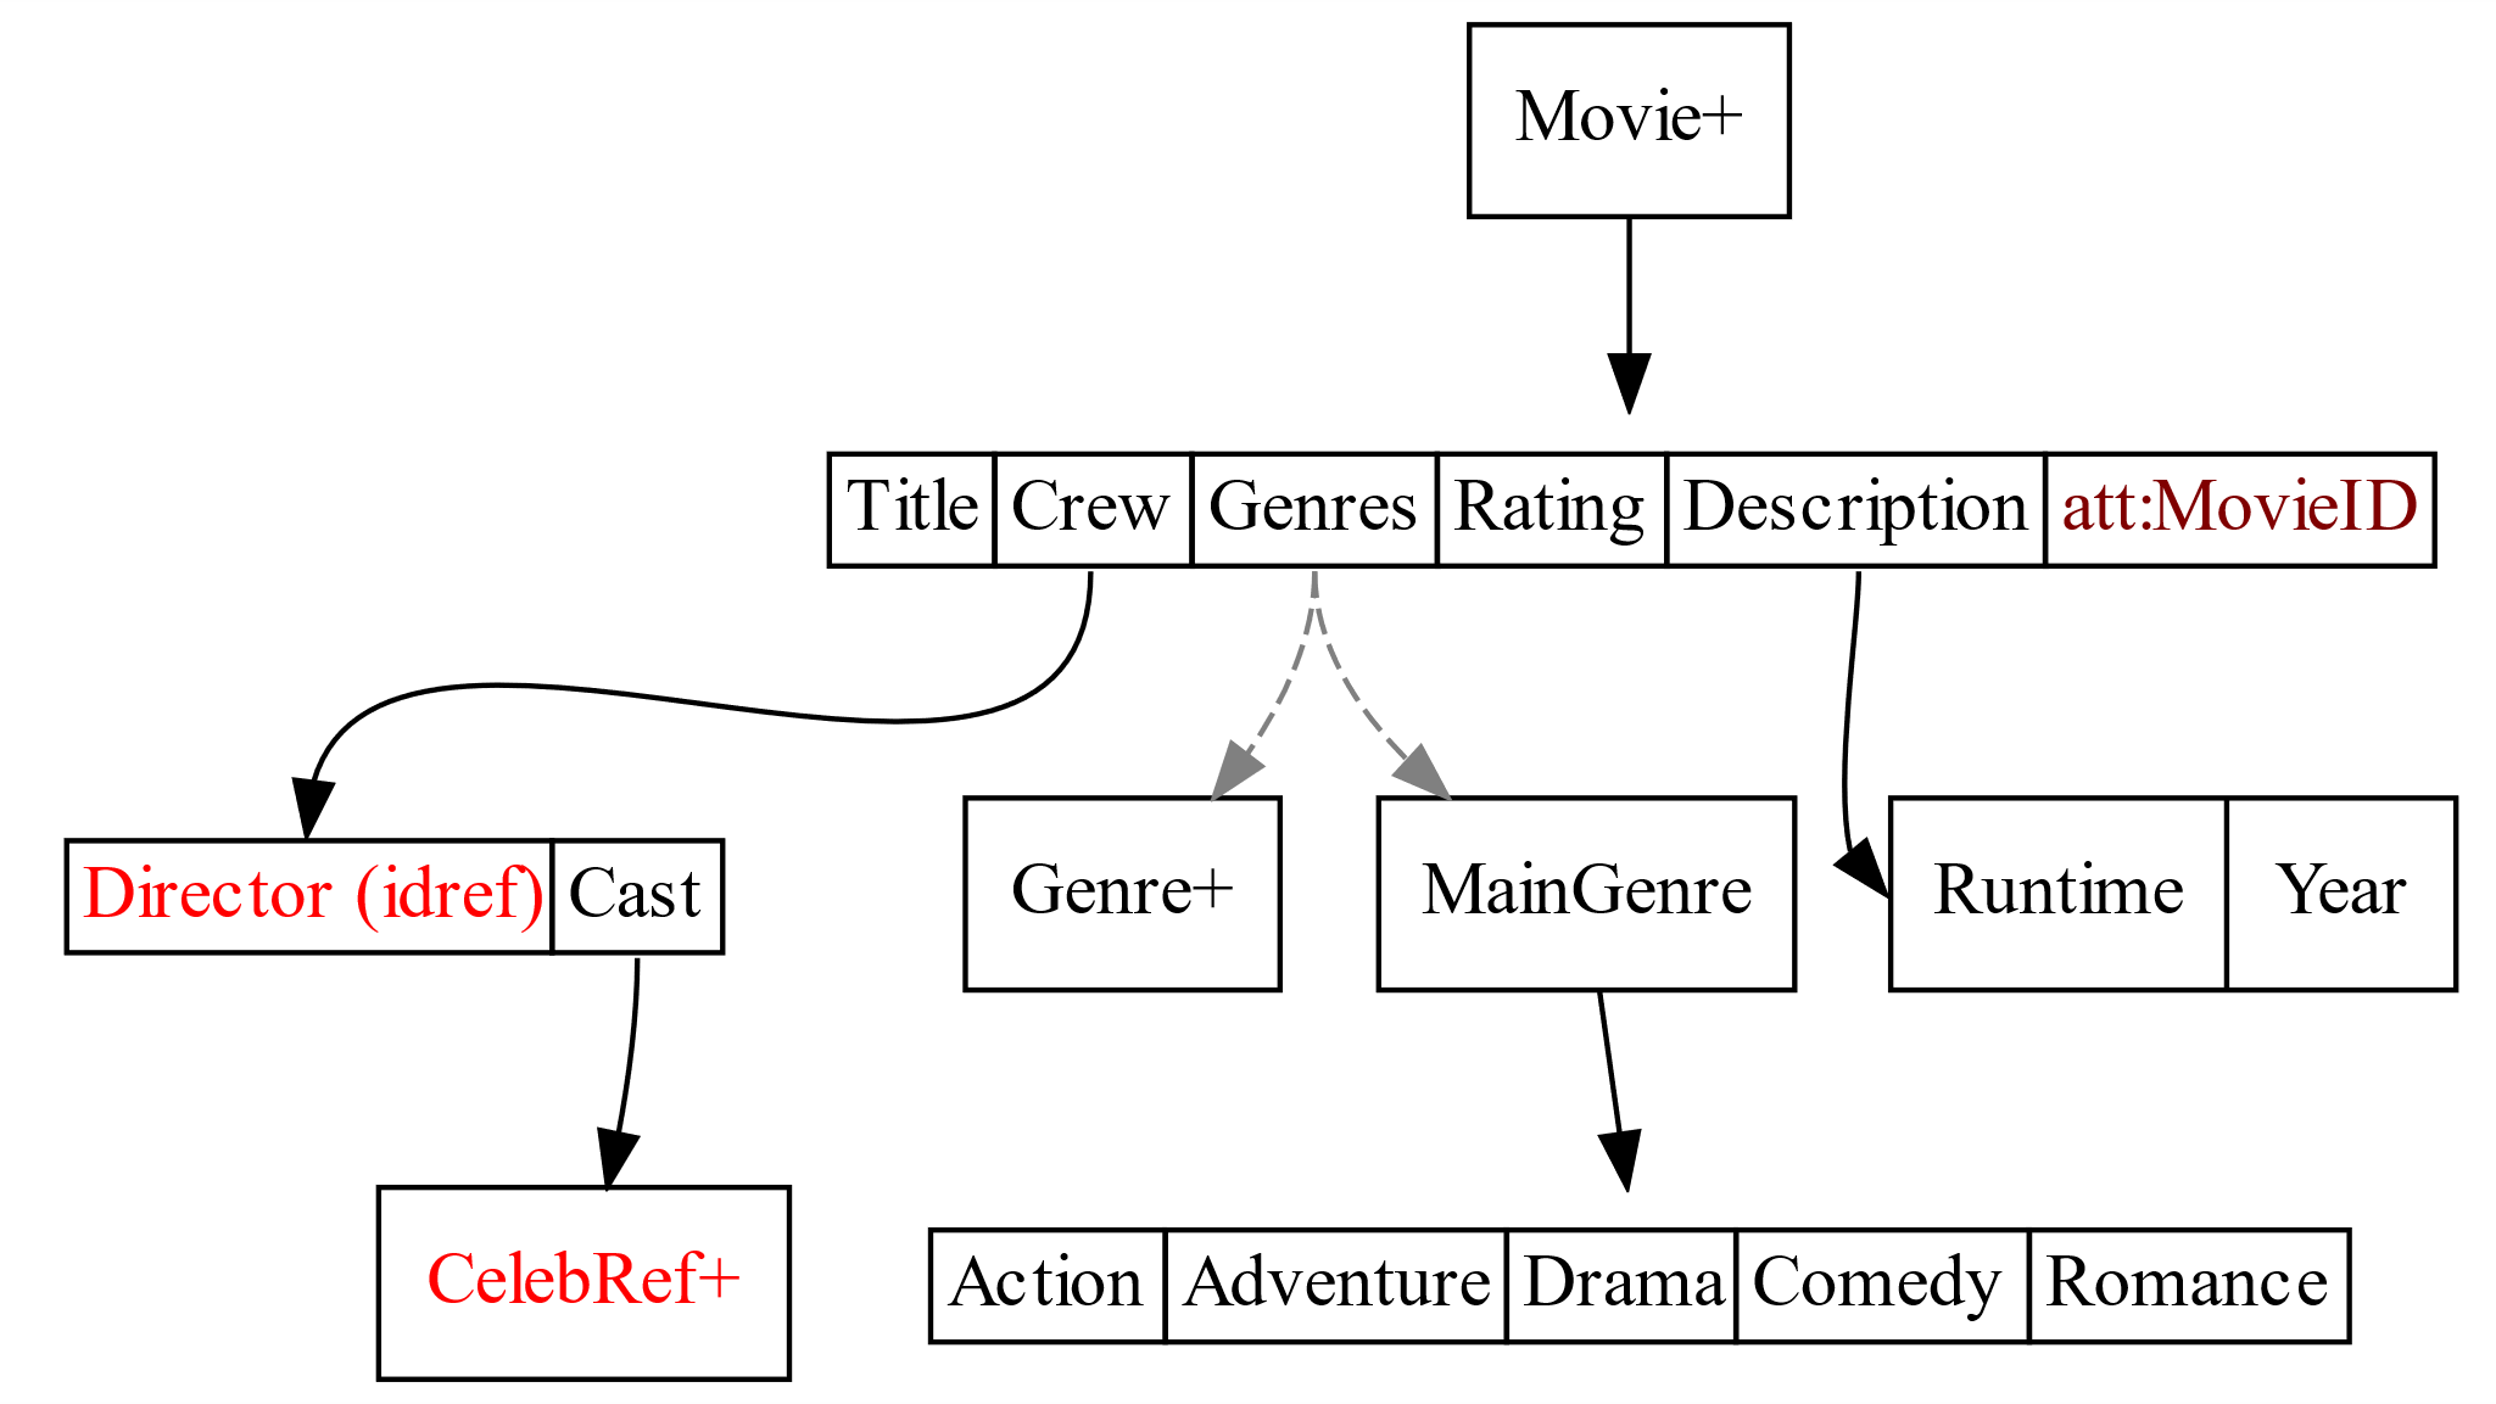 Movie+
Title Crew Genres Rating Description att:MovieID
Director (idref) Cast
Genre+
MainGenre
Runtime Year
CelebRef+
Action Adventure Drama Comedy Romance